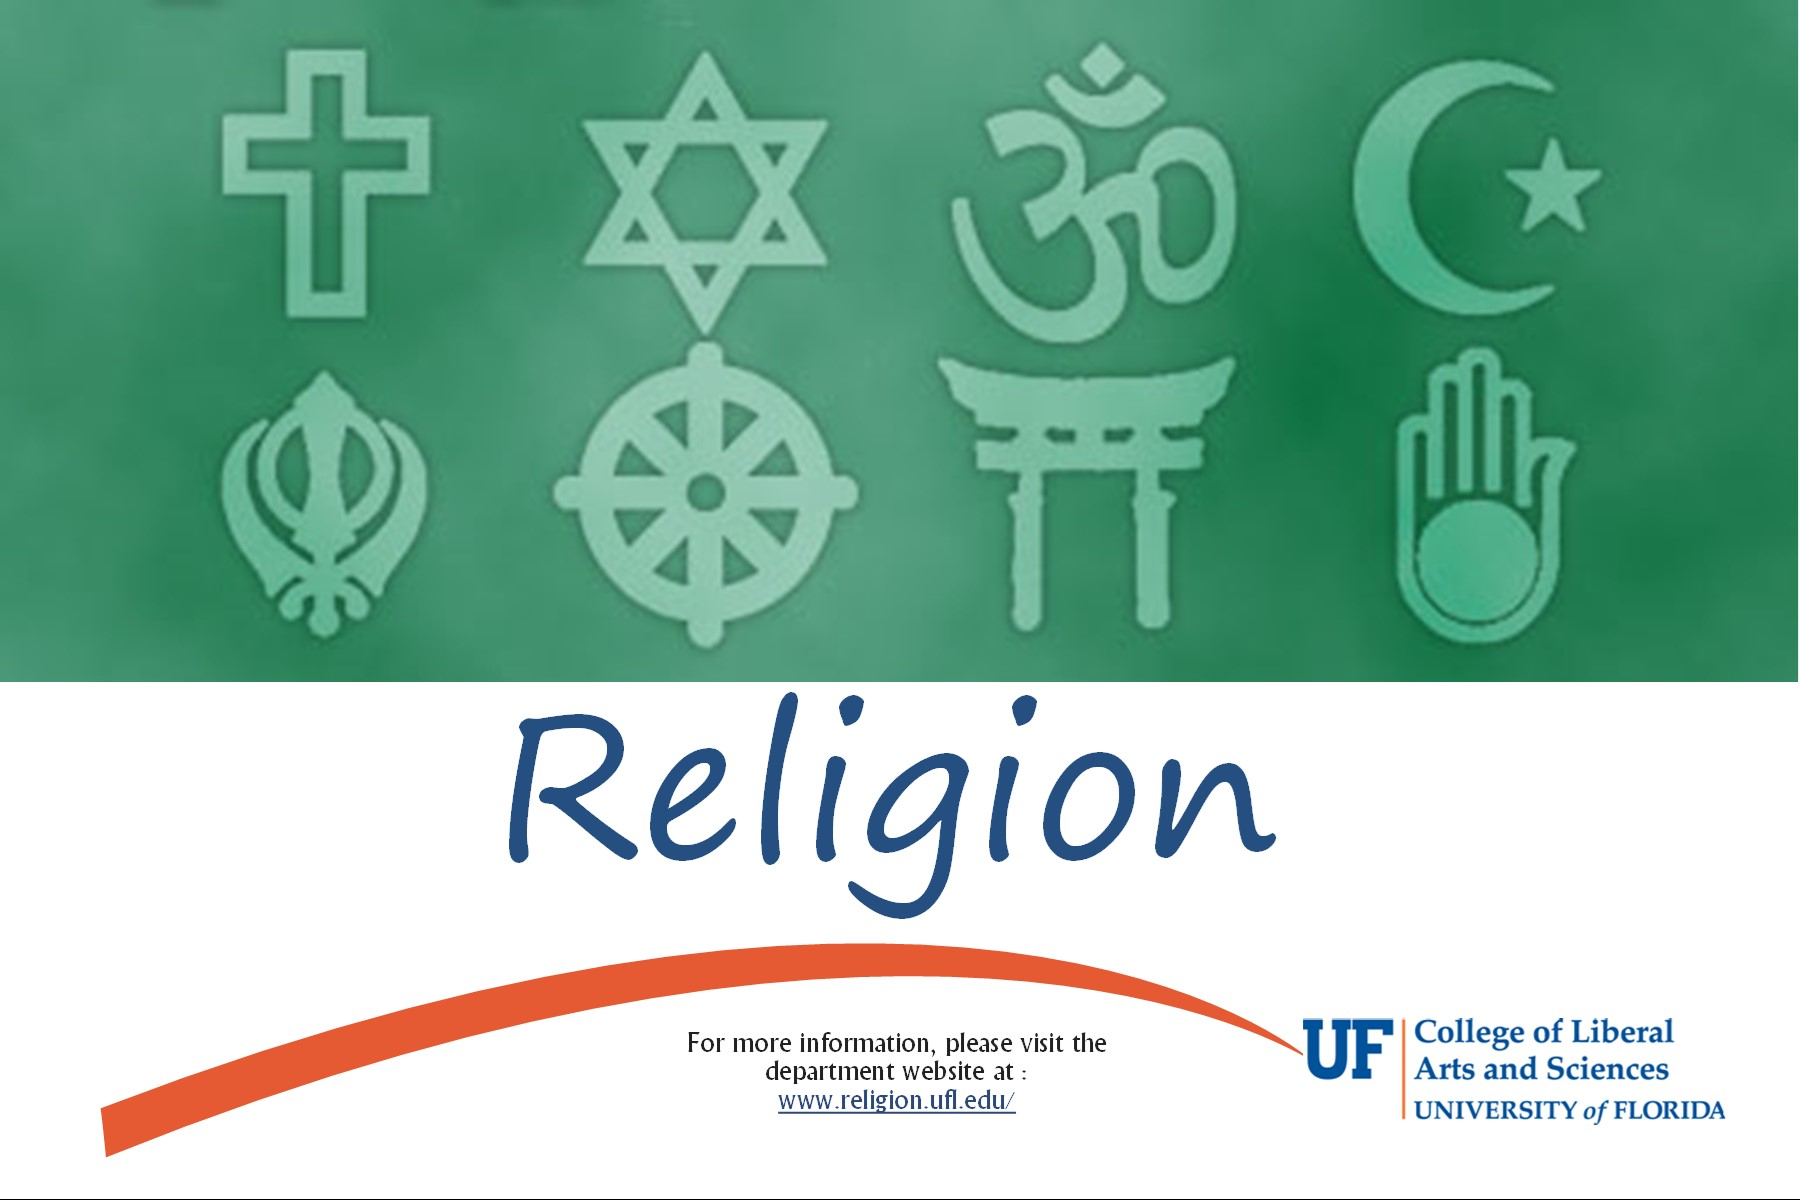 Religion
For more information, please visit the
department website at :
www.religion.ufl.edu/
UF
College of Liberal
Arts and Sciences
UNIVERSITY of FLORIDA